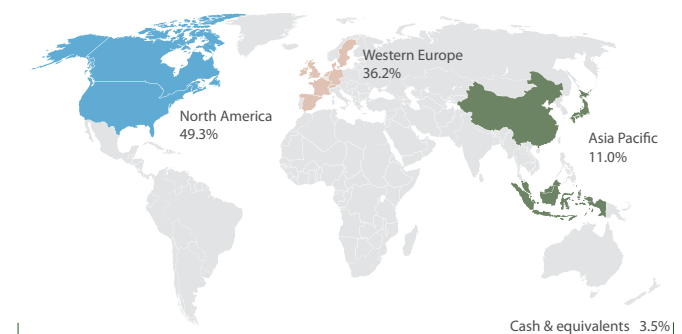 Western Europe
36.2%
North America
49.3%
Asia Pacific
11.0%
Cash & equivalents 3.5%